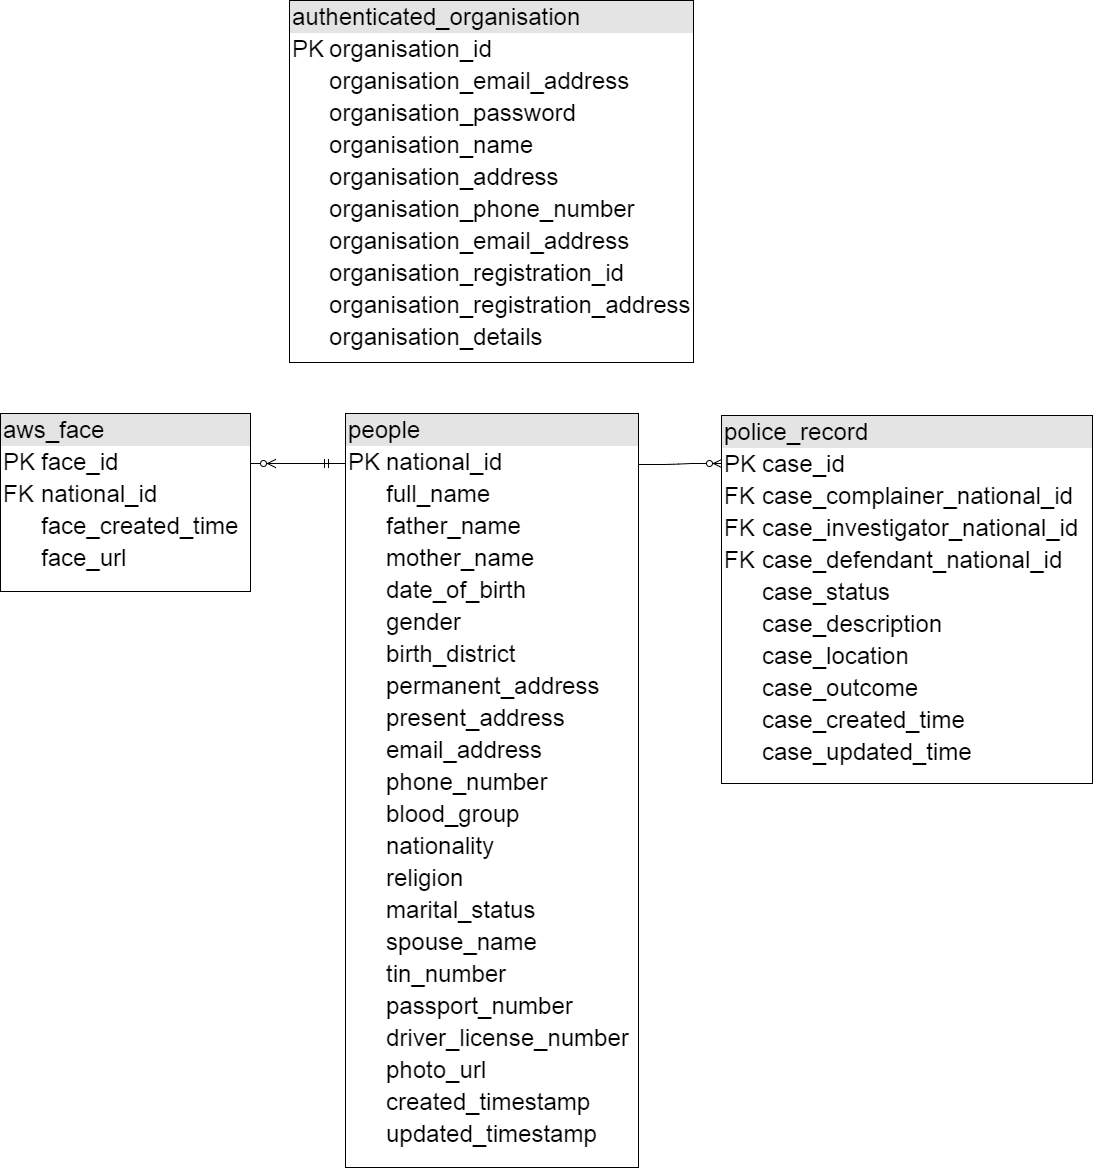 authenticated_organisation
PK organisation_id
organisation_email_address
organisation_password
organisation_name
organisation_address
organisation_phone_number
organisation_email_address
organisation_registration_id
organisation_registration_address
organisation_details
aws_face
PK face_id
FK national_id
face_created_time
face_url
people
PK national_id
full_name
father_name
mother_name
date_of_birth
gender
birth_district
permanent_address
present_address
email_address
phone_number
blood_group
nationality
religion
marital_status
spouse_name
tin_number
passport_number
driver_license_number
photo_url
created_timestamp
updated_timestamp
police_record
PK case_id
FK case_complainer_national_id
FK case_investigator_national_id
FK case_defendant_national_id
case_status
case_description
case_location
case_outcome
case_created_time
case_updated_time